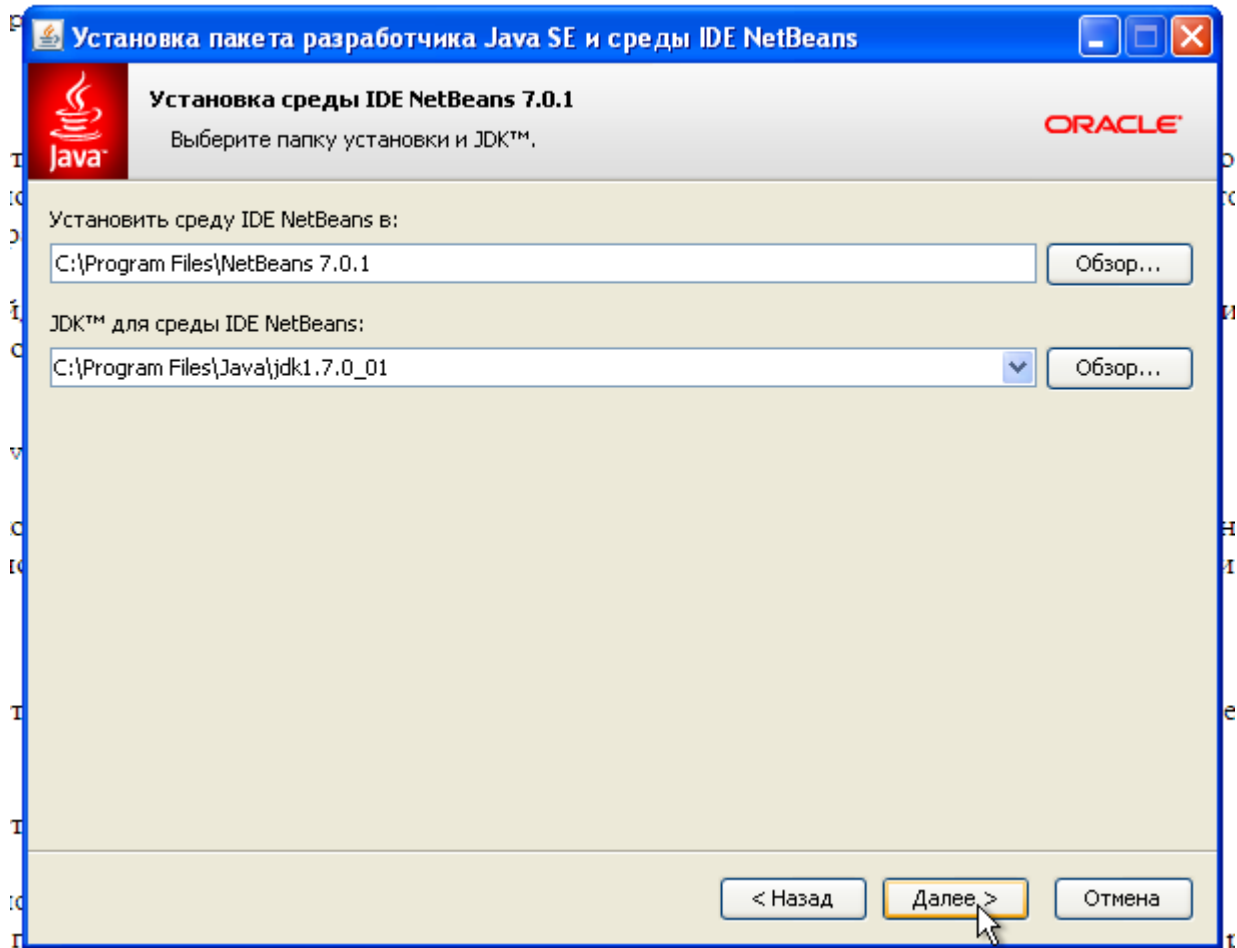 Установка пакета разработчика Java SE и среды IDE NetBeans
Java
Установка среды IDE NetBeans 7.0.1
Выберите папку установки и JDK™.
ORACLE
Установить среду IDE NetBeans в:
C:\Program Files\NetBeans 7.0.1
Обзор...
JDK™ для среды IDE NetBeans:
C:\Program Files\Java\jdk1.7.0_01
Обзор...
< Назад
Далее >
Отмена